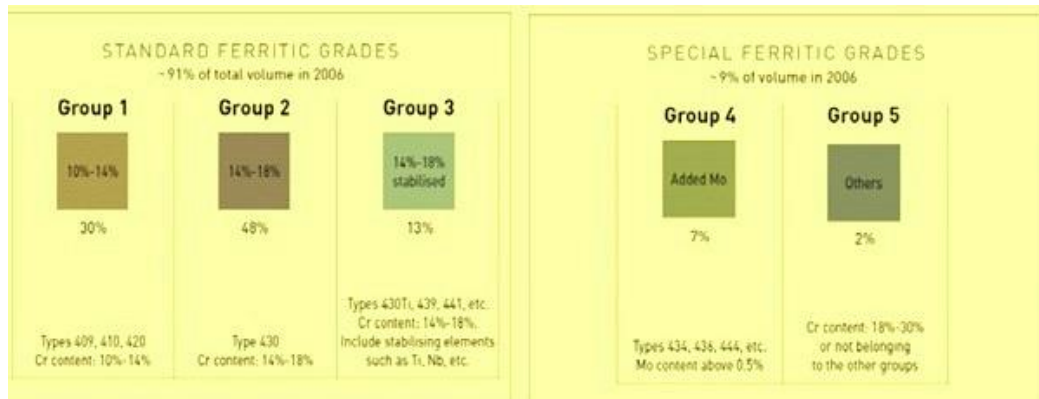 STANDARD FERRITIC GRADES
~91% of total volume in 2006
Group 1
10%-14%
30%
Types 409, 410, 420
Cr content: 10%-14%
Group 2
14%-18%
48%
Type 430
Cr content: 14%-18%
Group 3
14%-18%
stabilised
13%
Types 430Ti, 439, 441, etc.
Cr content: 14%-18%.
Include stabilising elements
such as Ti, Nb, etc.
SPECIAL FERRITIC GRADES
~9% of volume in 2006
Group 4
Added Mo
7%
Types 434, 436, 444, etc.
Mo content above 0.5%
Group 5
Others
2%
Cr content: 18%-30%
or not belonging
to the other groups